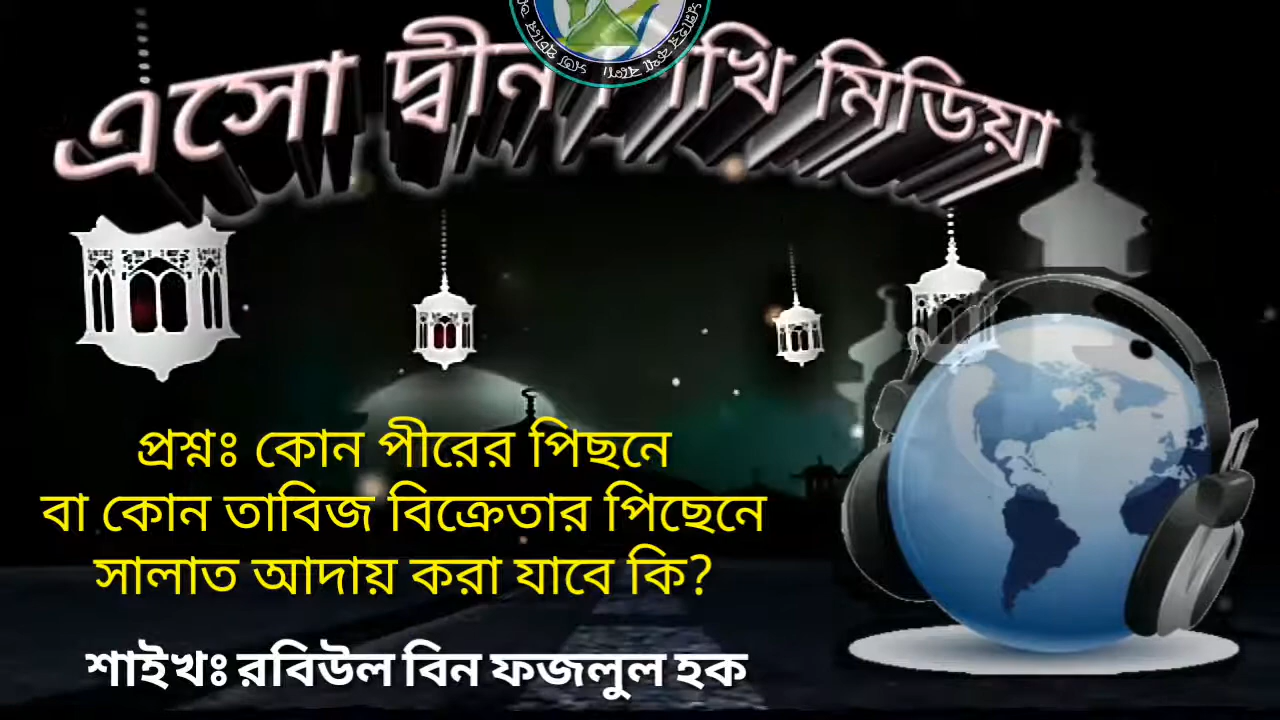 এসো দ্বীন শিখি মিডিয়া
প্রশ্নঃ কোন পীরের পিছনে
বা কোন তাবিজ বিক্রেতার পিছেনে
সালাত আদায় করা যাবে কি?
শাইখঃ রবিউল বিন ফজলুল হক